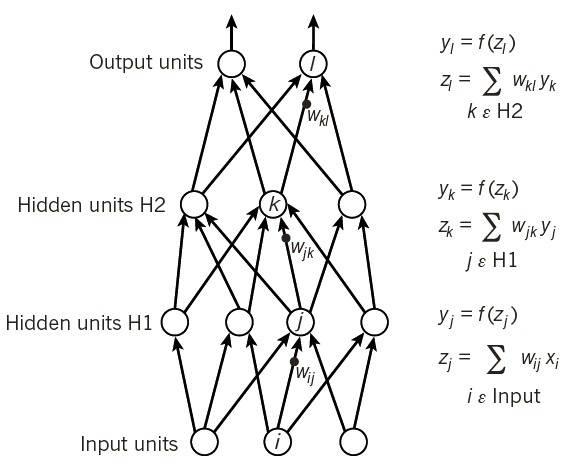 Output units
l
w_kl
y_l = f(z_l)
z_l = ∑ w_kl y_k
k ε H2
Hidden units H2
k
w_jk
y_k = f(z_k)
z_k = ∑ w_jk y_j
j ε H1
Hidden units H1
j
w_ij
y_j = f(z_j)
z_j = ∑ w_ij x_i
i ε Input
Input units
i